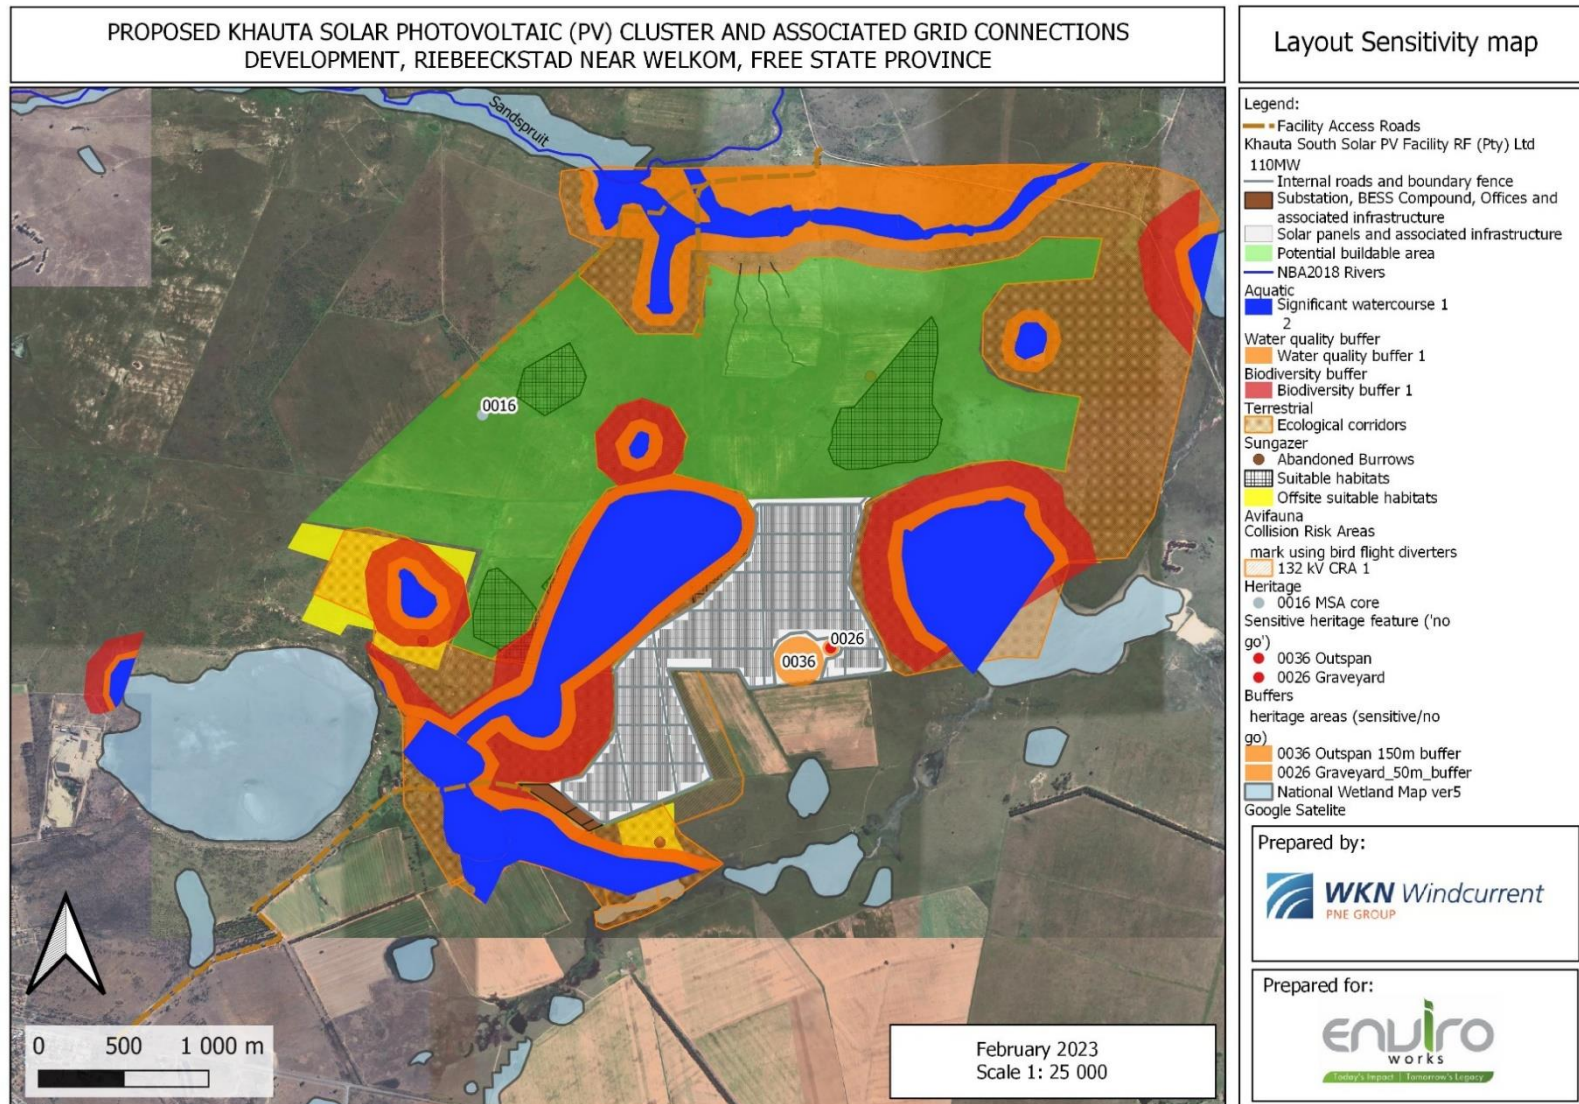 PROPOSED KHAUTA SOLAR PHOTOVOLTAIC (PV) CLUSTER AND ASSOCIATED GRID CONNECTIONS
DEVELOPMENT, RIEBEECKSTAD NEAR WELKOM, FREE STATE PROVINCE
Layout Sensitivity map
Sandspruit
0016
0026
0036
0
500
1 000 m
February 2023
Scale 1: 25 000
Legend:
Facility Access Roads
Khauta South Solar PV Facility RF (Pty) Ltd
110MW
Internal roads and boundary fence
Substation, BESS Compound, Offices and
associated infrastructure
Solar panels and associated infrastructure
Potential buildable area
NBA2018 Rivers
Aquatic
Significant watercourse 1
2
Water quality buffer
Water quality buffer 1
Biodiversity buffer
Biodiversity buffer 1
Terrestrial
Ecological corridors
Sungazer
Abandoned Burrows
Suitable habitats
Offsite suitable habitats
Avifauna
Collision Risk Areas
mark using bird flight diverters
132 kV CRA 1
Heritage
0016 MSA core
Sensitive heritage feature ('no
go')
0036 Outspan
0026 Graveyard
Buffers
heritage areas (sensitive/no
go)
0036 Outspan 150m buffer
0026 Graveyard_50m_buffer
National Wetland Map ver5
Google Satelite
Prepared by:
WKN Windcurrent
PNE GROUP
Prepared for:
enviro
works
Today's Impact | Tomorrow's Legacy